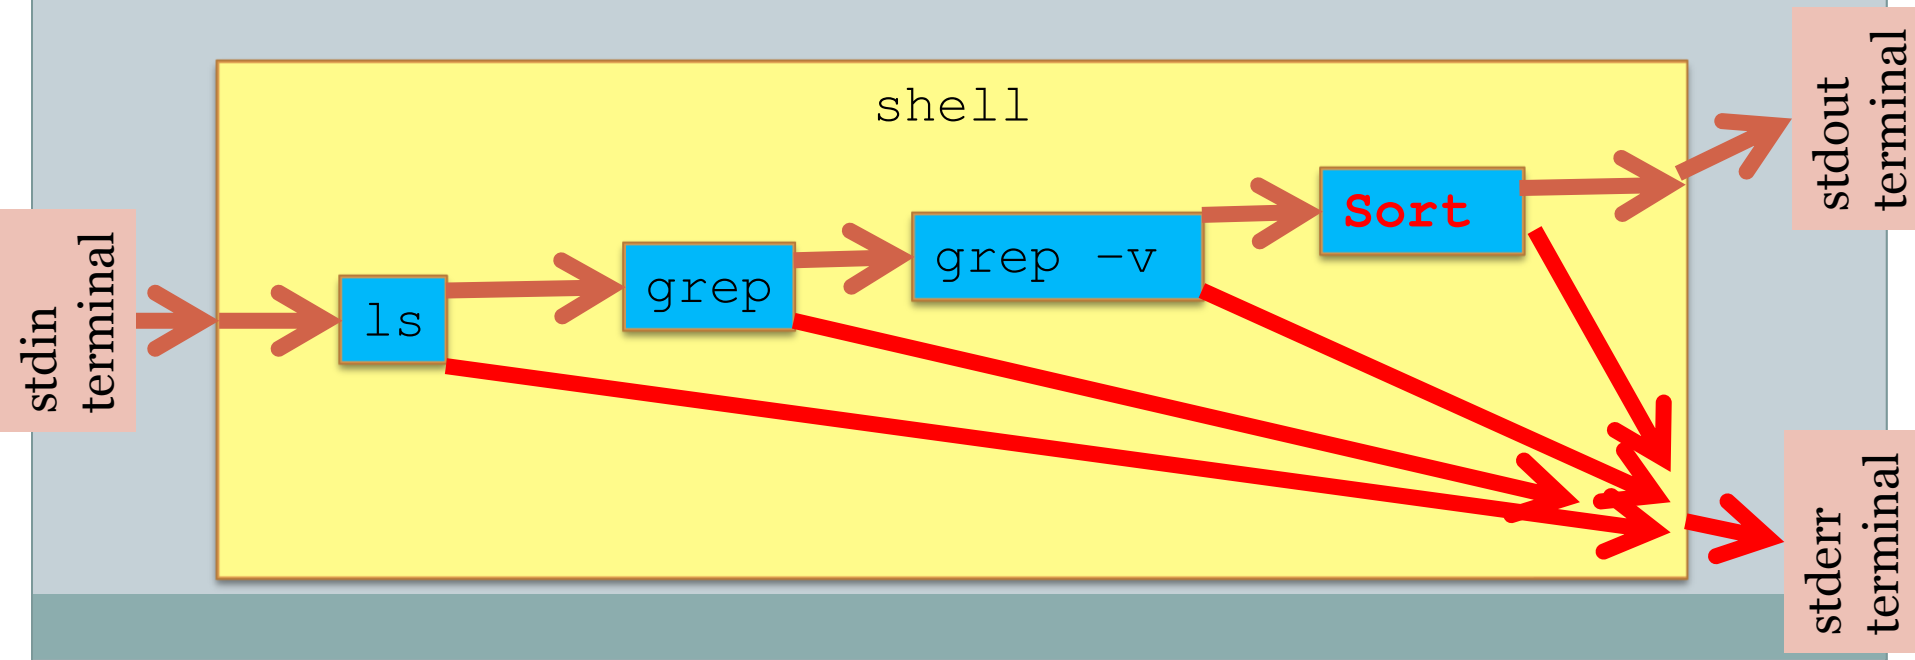 shell
stdin
terminal
ls
grep
grep -v
Sort
stdout
terminal
stderr
terminal